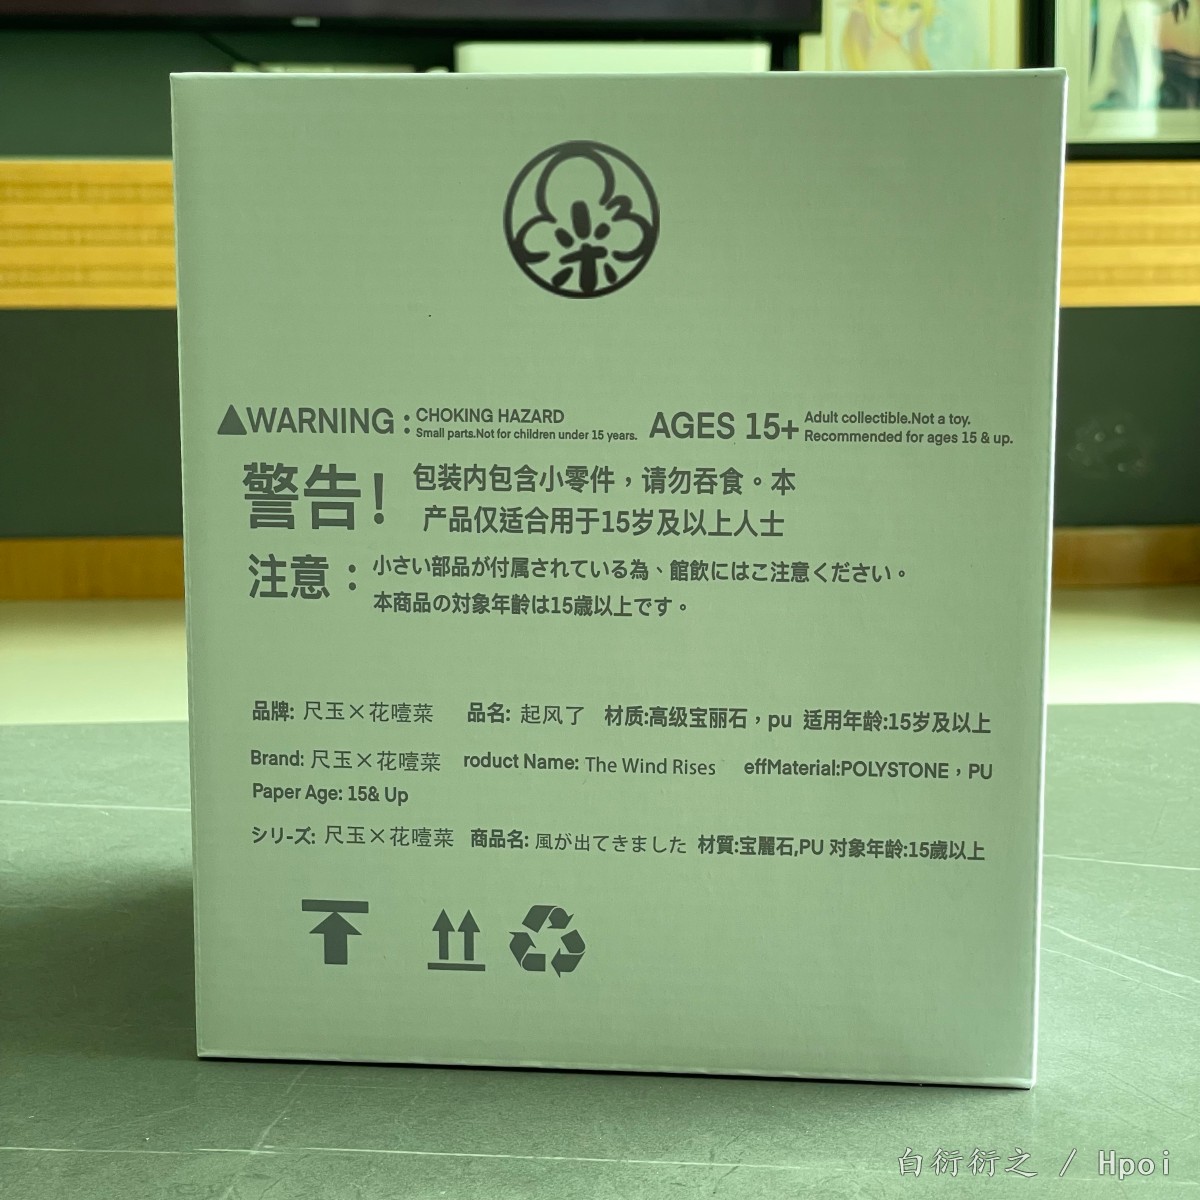 WARNING : CHOKING HAZARD
Small parts.Not for children under 15 years.
AGES 15+ Adult collectible.Not a toy.
Recommended for ages 15 & up.
警告! 包装内包含小零件，请勿吞食。本
产品仅适合用于15岁及以上人士
注意： 小さい部品が付属されている為、館飲にはこ注意ください。
本商品の対象年齢は15歳以上です。
品牌: 尺玉×花噎菜 品名: 起风了 材质:高级宝丽石，pu 适用年龄:15岁及以上
Brand: 尺玉×花噎菜 roduct Name: The Wind Rises effMaterial:POLYSTONE，PU
Paper Age: 15& Up
シリ-ズ: 尺玉×花噎菜 商品名: 風が出てきました 材質:宝麗石,PU 对象年齢:15歳以上
白衍衍之 / Hpoi